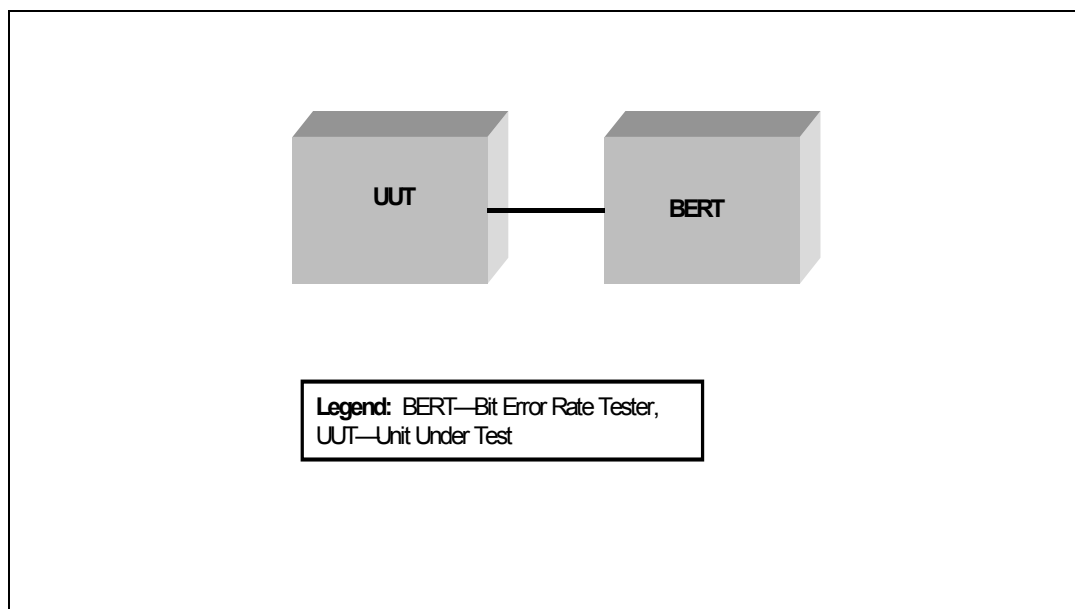 UUT
BERT
Legend: BERT—Bit Error Rate Tester,
UUT—Unit Under Test